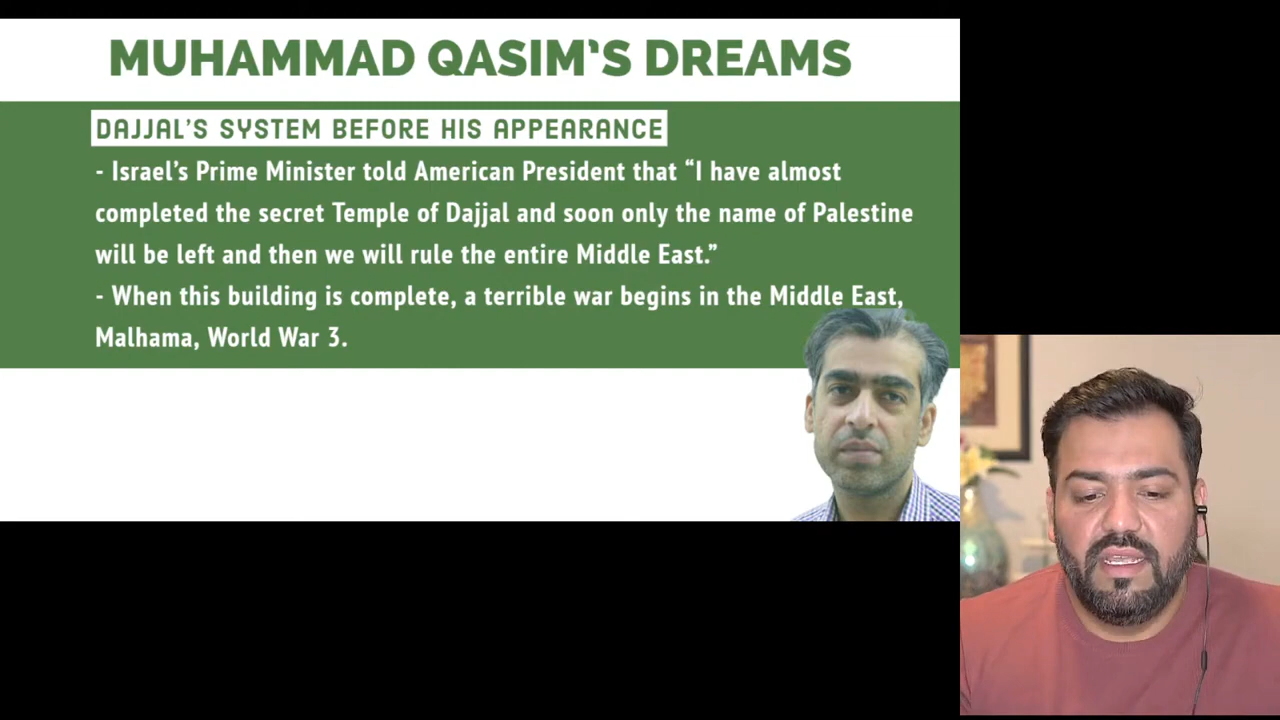 MUHAMMAD QASIM'S DREAMS
DAJJAL'S SYSTEM BEFORE HIS APPEARANCE
- Israel's Prime Minister told American President that “I have almost
completed the secret Temple of Dajjal and soon only the name of Palestine
will be left and then we will rule the entire Middle East.”
- When this building is complete, a terrible war begins in the Middle East,
Malhama, World War 3.